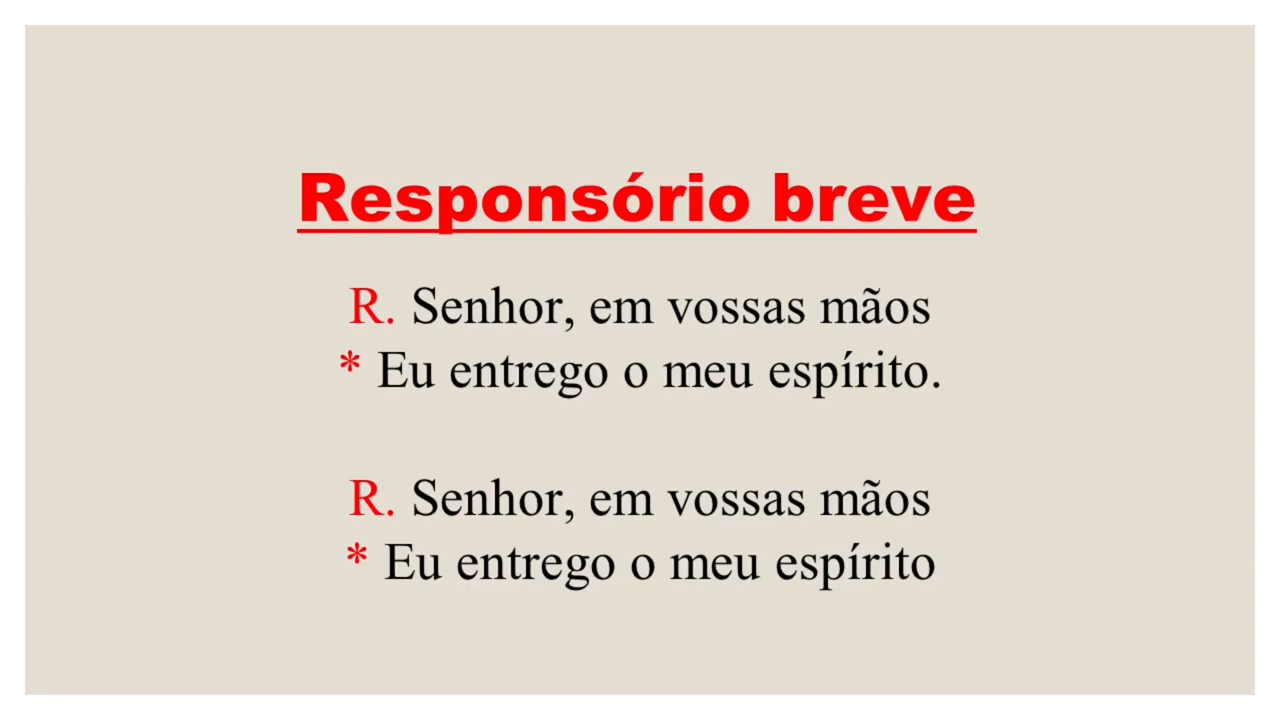 Responsório breve
R. Senhor, em vossas mãos
* Eu entrego o meu espírito.
R. Senhor, em vossas mãos
* Eu entrego o meu espírito